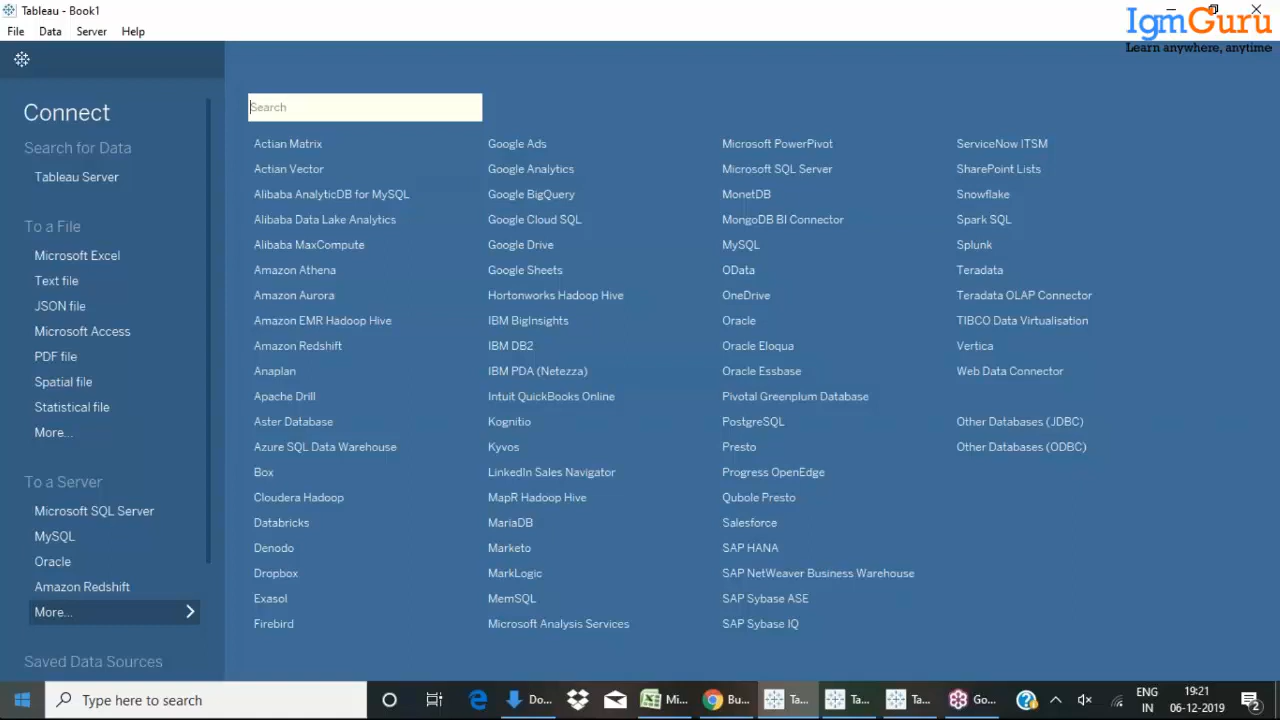 Tableau - Book1
File Data Server Help
IgmGuru
Learn anywhere, anytime
Connect
Search for Data
Tableau Server
To a File
Microsoft Excel
Text file
JSON file
Microsoft Access
PDF file
Spatial file
Statistical file
More...
To a Server
Microsoft SQL Server
MySQL
Oracle
Amazon Redshift
More...
Saved Data Sources
Search
Actian Matrix
Actian Vector
Alibaba AnalyticDB for MySQL
Alibaba Data Lake Analytics
Alibaba MaxCompute
Amazon Athena
Amazon Aurora
Amazon EMR Hadoop Hive
Amazon Redshift
Anaplan
Apache Drill
Aster Database
Azure SQL Data Warehouse
Box
Cloudera Hadoop
Databricks
Denodo
Dropbox
Exasol
Firebird
Google Ads
Google Analytics
Google BigQuery
Google Cloud SQL
Google Drive
Google Sheets
Hortonworks Hadoop Hive
IBM BigInsights
IBM DB2
IBM PDA (Netezza)
Intuit QuickBooks Online
Kognitio
Kyvos
LinkedIn Sales Navigator
MapR Hadoop Hive
MariaDB
Marketo
MarkLogic
MemSQL
Microsoft Analysis Services
Microsoft PowerPivot
Microsoft SQL Server
MonetDB
MongoDB BI Connector
MySQL
OData
OneDrive
Oracle
Oracle Eloqua
Oracle Essbase
Pivotal Greenplum Database
PostgreSQL
Presto
Progress OpenEdge
Qubole Presto
Salesforce
SAP HANA
SAP NetWeaver Business Warehouse
SAP Sybase ASE
SAP Sybase IQ
ServiceNow ITSM
SharePoint Lists
Snowflake
Spark SQL
Splunk
Teradata
Teradata OLAP Connector
TIBCO Data Virtualisation
Vertica
Web Data Connector
Other Databases (JDBC)
Other Databases (ODBC)
Type here to search
Do... Mi... Bu... Ta... Ta... Ta... Go...
ENG 19:21
IN 06-12-2019
2